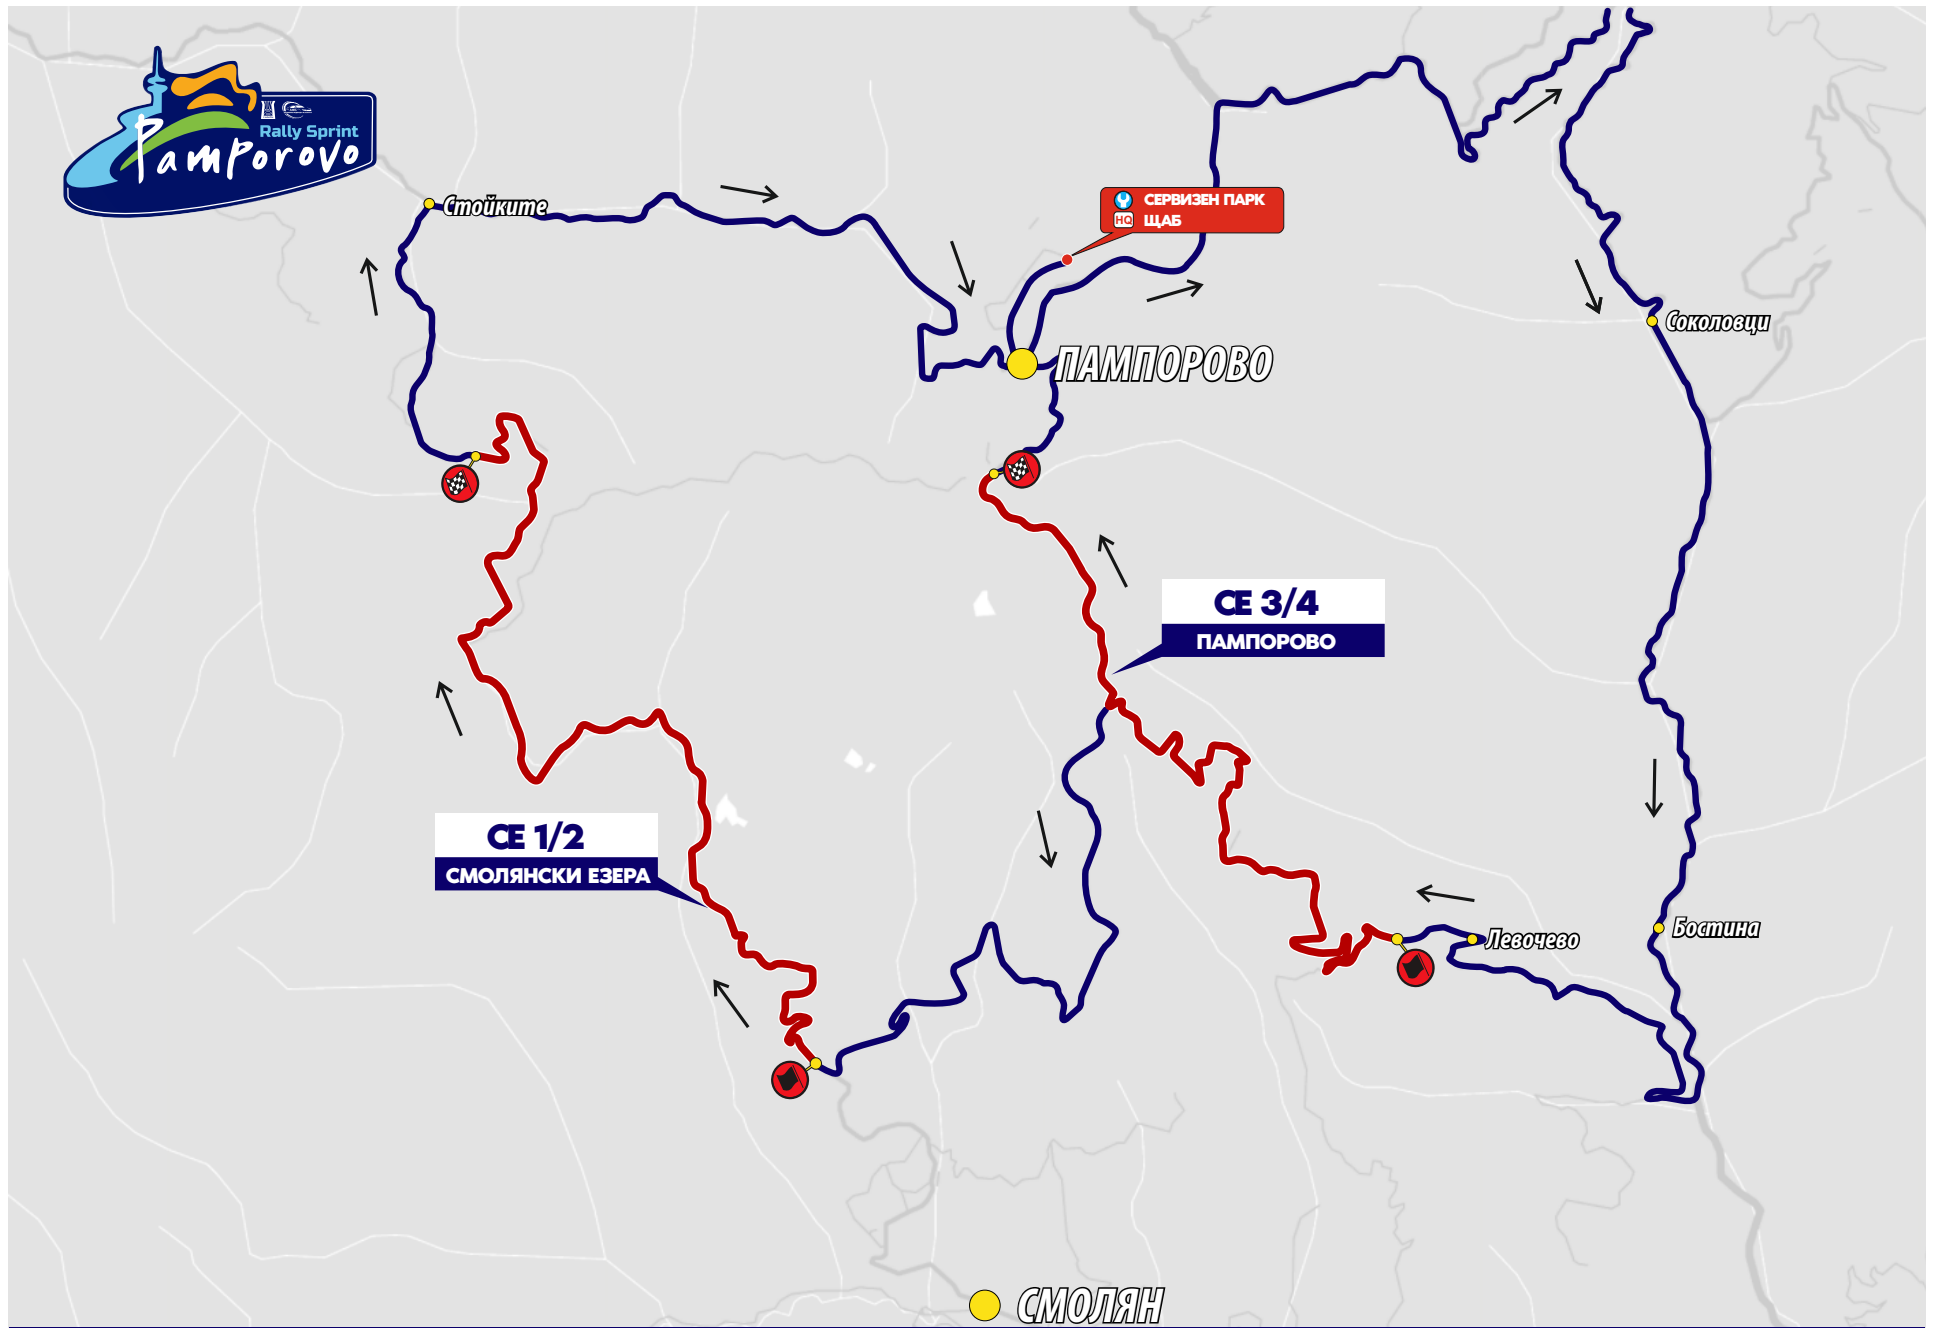 Rally Sprint
Pamporovo
Стойките
СЕРВИЗЕН ПАРК
HQ ЩАБ
Соколовци
ПАМПОРОВО
СЕ 3/4
ПАМПОРОВО
СЕ 1/2
СМОЛЯНСКИ ЕЗЕРА
Левочево
Бостина
СМОЛЯН